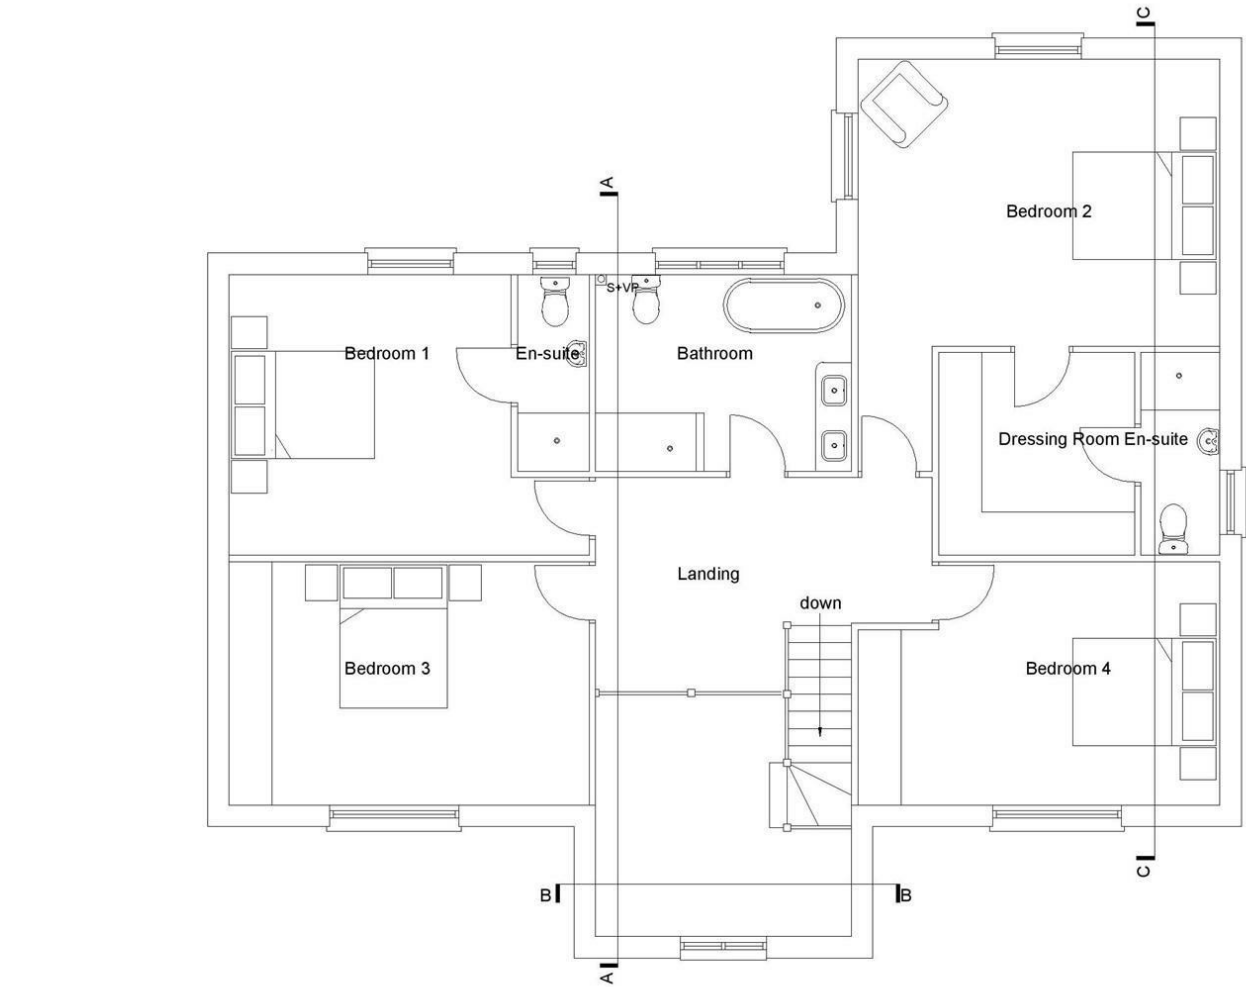 C
A
Bedroom 2
S+VP
Bedroom 1
En-suite
Bathroom
Dressing Room
En-suite
Landing
down
Bedroom 3
Bedroom 4
C
B
B
A